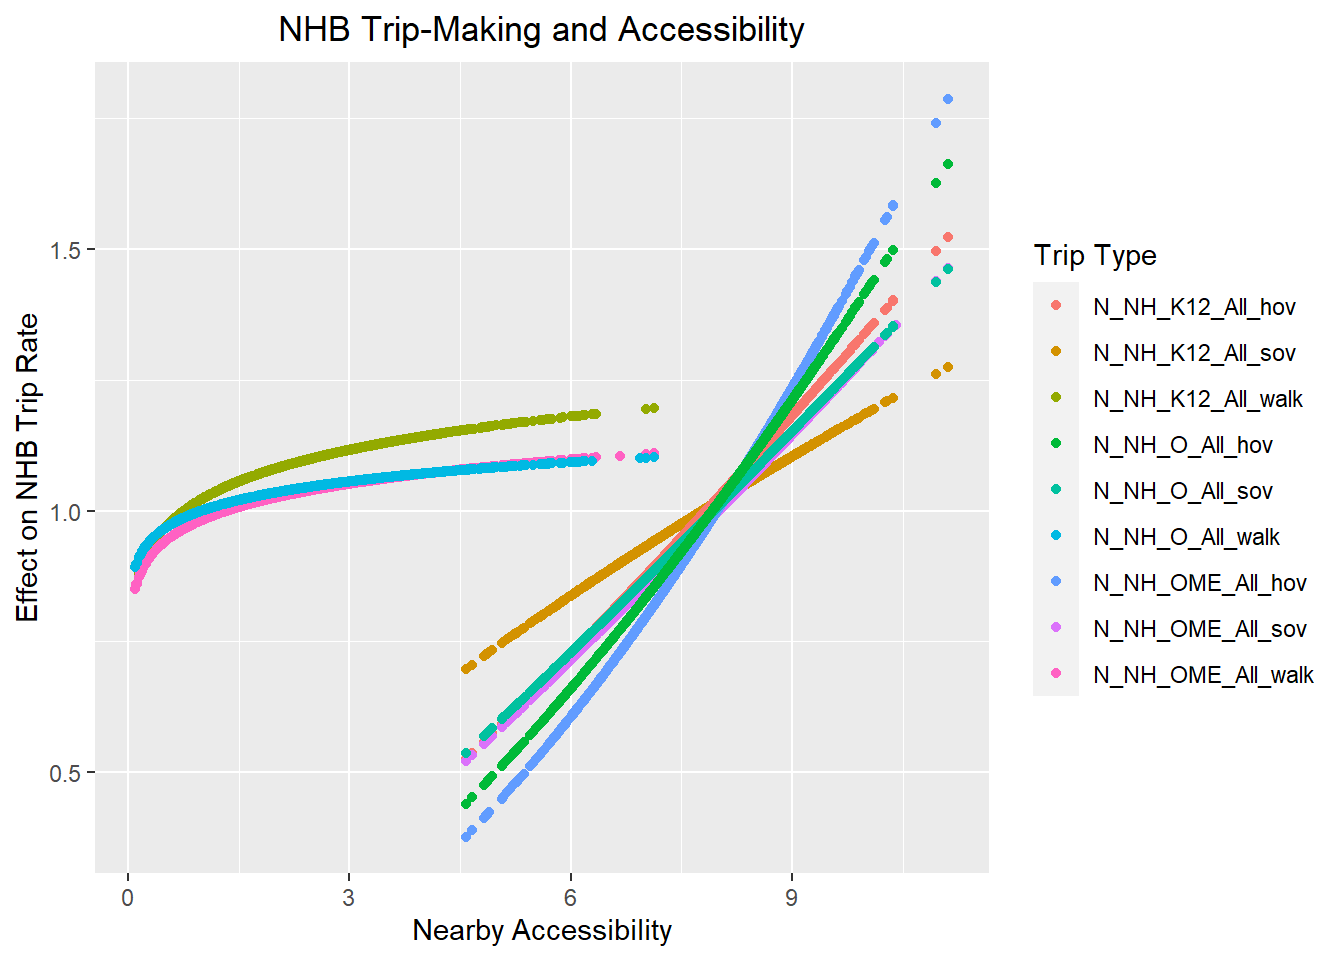 NHB Trip-Making and Accessibility
Effect on NHB Trip Rate
1.5
1.0
0.5
0
3
6
9
Nearby Accessibility
Trip Type
N_NH_K12_All_hov
N_NH_K12_All_sov
N_NH_K12_All_walk
N_NH_O_All_hov
N_NH_O_All_sov
N_NH_O_All_walk
N_NH_OME_All_hov
N_NH_OME_All_sov
N_NH_OME_All_walk